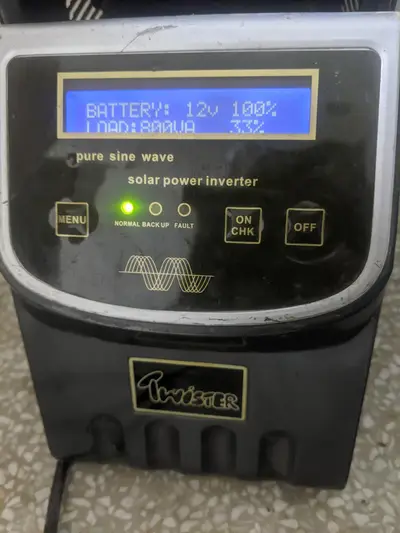 BATTERY: 12v 100%
LOAD:800VA 33%
pure sine wave
solar power inverter
MENU
NORMAL BACK UP FAULT
ON
CHK
OFF
TWISTER